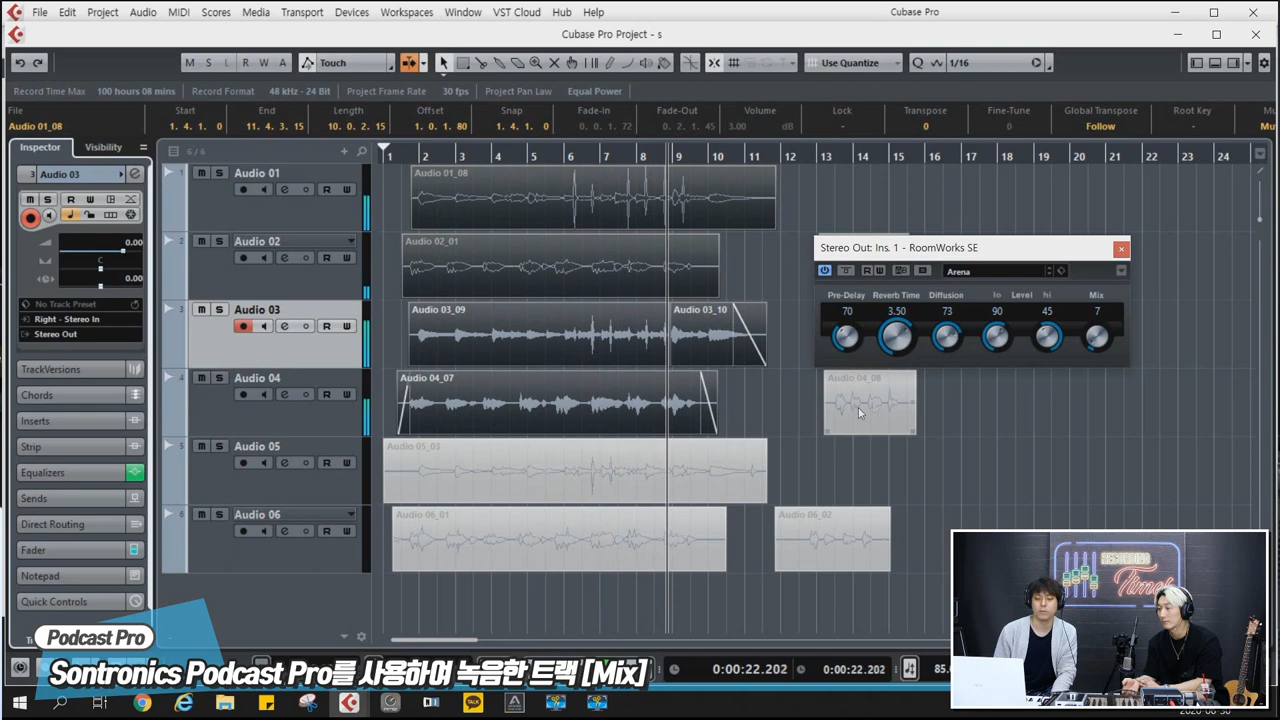 File Edit Project Audio MIDI Scores Media Transport Devices Workspaces Window VST Cloud Hub Help Cubase Pro
Cubase Pro Project - s
M S L R W A Touch Use Quantize Q 1/16
Record Time Max 100 hours 08 mins Record Format 48 kHz - 24 Bit Project Frame Rate 30 fps Project Pan Law Equal Power
File Start End Length Offset Snap Fade-In Fade-Out Volume Lock Transpose Fine-Tune Global Transpose Root Key
Audio 01_08 1. 4. 1. 0 11. 4. 3. 15 10. 0. 2. 15 1. 0. 1. 80 1. 4. 1. 0 0. 0. 1. 72 0. 2. 1. 45 3.00 dB - 0 0 Follow -
Inspector Visibility 6 / 6 1 2 3 4 5 6 7 8 9 10 11 12 13 14 15 16 17 18 19 20 21 22 23 24
3 Audio 03
M S R W
0.00
C
0.00
No Track Preset
Right - Stereo In
Stereo Out
TrackVersions
Chords
Inserts
Strip
Equalizers
Sends
Direct Routing
Fader
Notepad
Quick Controls
1 m S Audio 01 R W Audio 01_08
2 m S Audio 02 R W Audio 02_01
3 m S Audio 03 R W Audio 03_09 Audio 03_10
4 m S Audio 04 R W Audio 04_07 Audio 04_08
5 m S Audio 05 R W Audio 05_03
6 m S Audio 06 R W Audio 06_01 Audio 06_02
Stereo Out: Ins. 1 - RoomWorks SE
R W Arena
Pre-Delay Reverb Time Diffusion lo Level hi Mix
70 3.50 73 90 45 7
RECORDING
Time
Podcast Pro
Sontronics Podcast Pro를 사용하여 녹음한 트랙 [Mix]
0:00:22.202 0:00:22.202
TALK